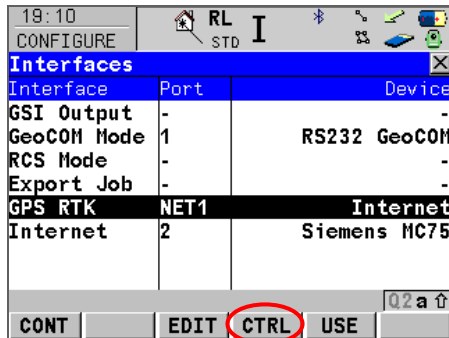 19:10 RL
CONFIGURE STD I
Interfaces X
Interface Port Device
GSI Output - -
GeoCOM Mode 1 RS232 GeoCOM
RCS Mode - -
Export Job - -
GPS RTK NET1 Internet
Internet 2 Siemens MC75
Q2a⇧
CONT EDIT CTRL USE